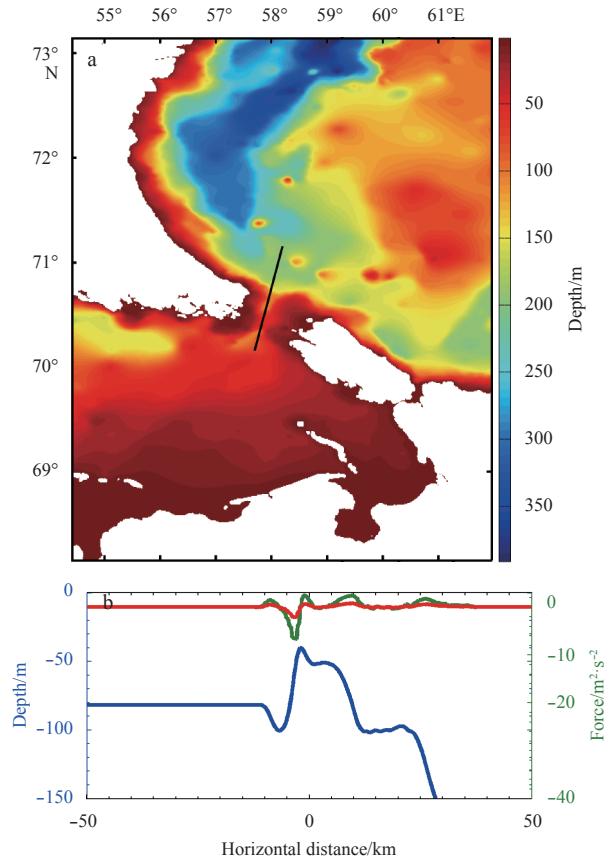 55° 56° 57° 58° 59° 60° 61°E
73°
N
a
72°
71°
70°
69°
50
100
150
200
250
300
350
Depth/m
b
0
-50
-100
-150
Depth/m
0
-10
-20
-40
Force/m²·s⁻²
-50 0 50
Horizontal distance/km